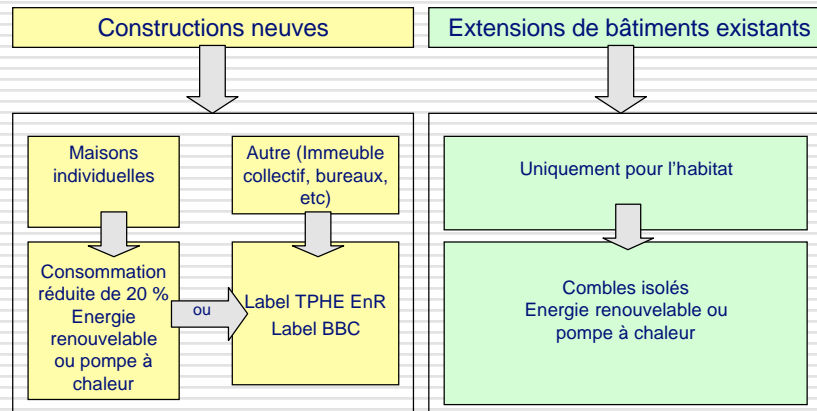 Constructions neuves
Extensions de bâtiments existants
Maisons
individuelles
Autre (Immeuble
collectif, bureaux,
etc)
Consommation
réduite de 20 %
Energie
renouvelable
ou pompe à
chaleur
ou
Label TPHE EnR
Label BBC
Uniquement pour l'habitat
Combles isolés
Energie renouvelable ou
pompe à chaleur